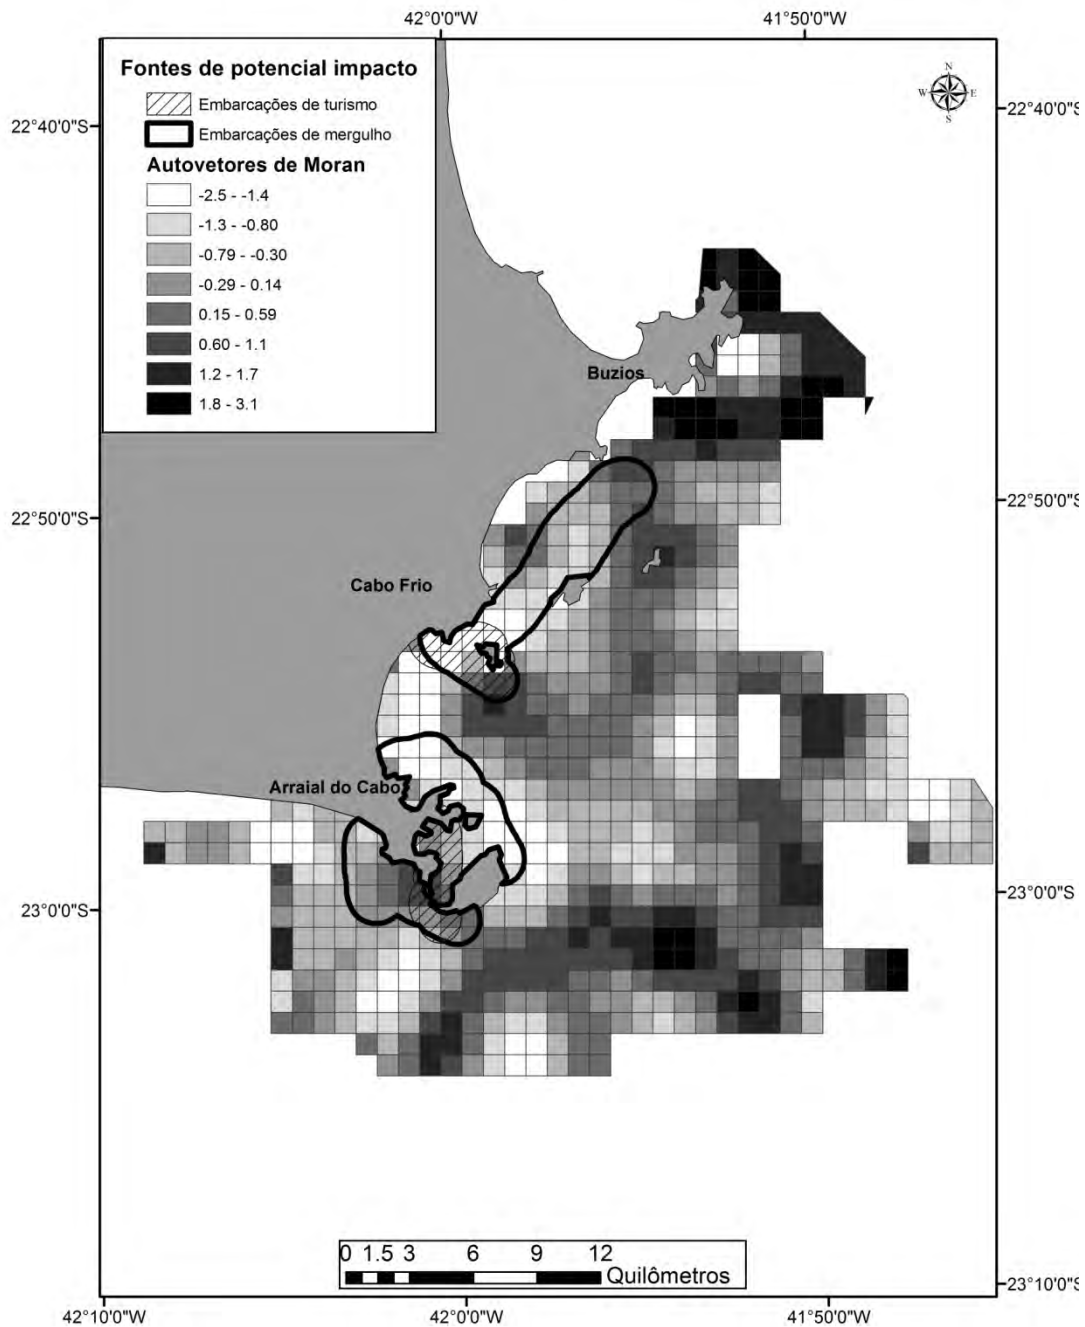 42°0'0"W
41°50'0"W
Fontes de potencial impacto
Embarcações de turismo
Embarcações de mergulho
Autovetores de Moran
-2.5 - -1.4
-1.3 - -0.80
-0.79 - -0.30
-0.29 - 0.14
0.15 - 0.59
0.60 - 1.1
1.2 - 1.7
1.8 - 3.1
N
W
E
S
22°40'0"S
22°40'0"S
Buzios
22°50'0"S
22°50'0"S
Cabo Frio
Arraial do Cabo
23°0'0"S
23°0'0"S
0 1.5 3 6 9 12
Quilômetros
23°10'0"S
42°10'0"W
42°0'0"W
41°50'0"W